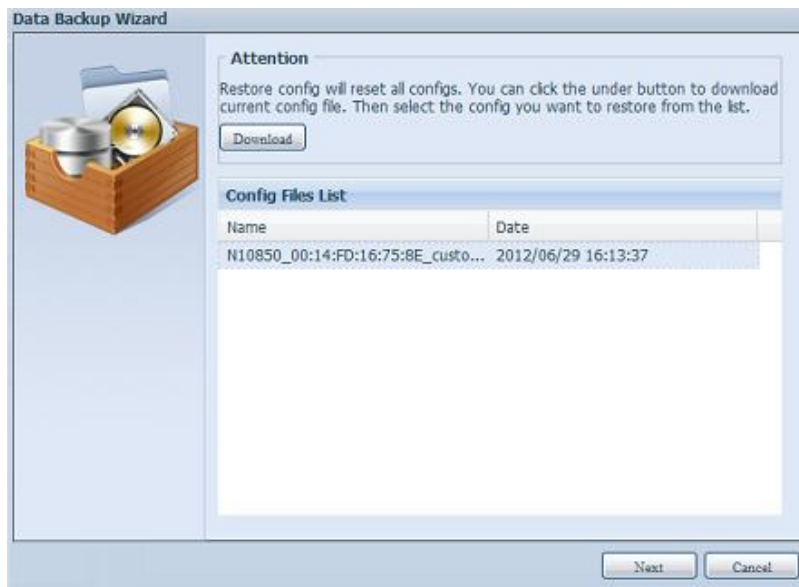 Data Backup Wizard
Attention
Restore config will reset all configs. You can click the under button to download
current config file. Then select the config you want to restore from the list.
Download
Config Files List
Name Date
N10850_00:14:FD:16:75:8E_custo... 2012/06/29 16:13:37
Next Cancel